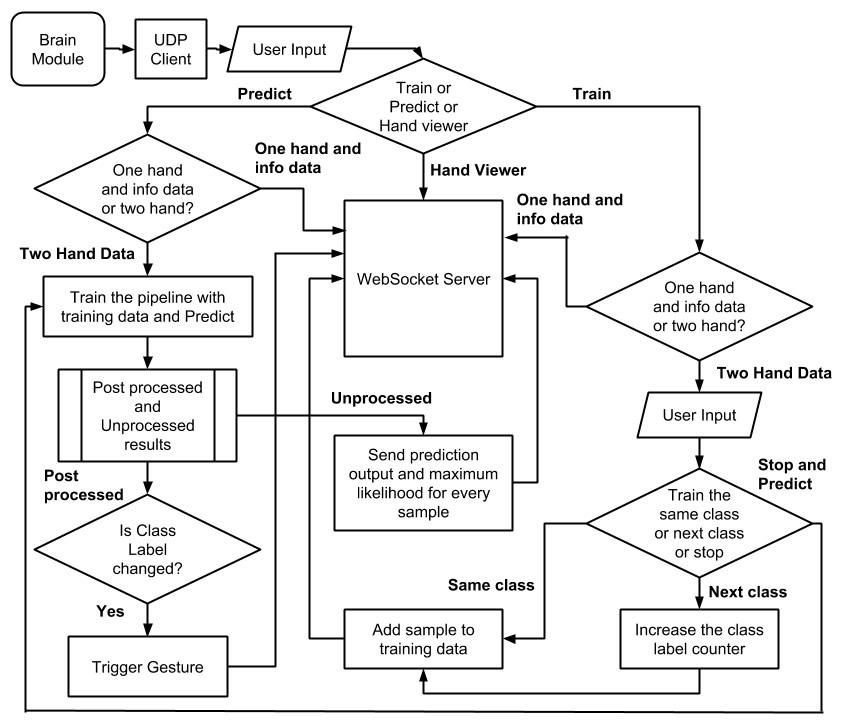 Brain
Module
UDP
Client
User Input
Train or
Predict or
Hand viewer
Predict
Train
One hand and
info data
Hand Viewer
One hand
and info data
or two hand?
One hand and
info data
Two Hand Data
WebSocket Server
Train the pipeline with
training data and Predict
One hand
and info data
or two hand?
Two Hand Data
Post processed
and
Unprocessed
results
Unprocessed
User Input
Send prediction
output and maximum
likelihood for every
sample
Stop and
Predict
Post
processed
Train the
same class
or next class
or stop
Is Class
Label
changed?
Same class
Next class
Yes
Add sample to
training data
Increase the class
label counter
Trigger Gesture